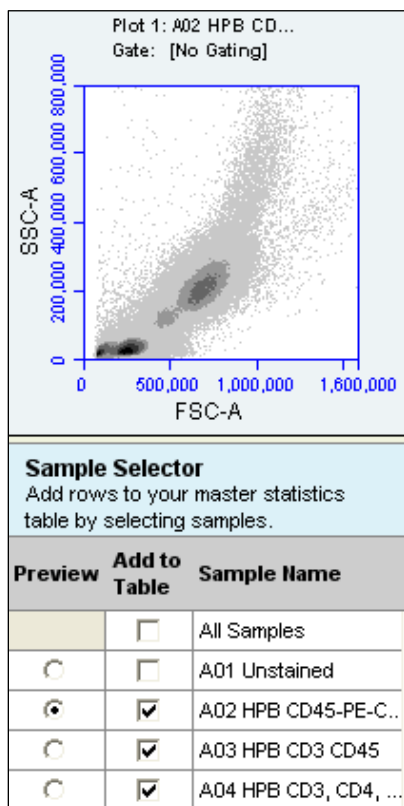 Plot 1: A02 HPB CD...
Gate: [No Gating]
SSC-A
0
200,000
400,000
600,000
800,000
0 500,000 1,000,000 1,600,000
FSC-A
Sample Selector
Add rows to your master statistics
table by selecting samples.
Preview Add to Table Sample Name
All Samples
A01 Unstained
A02 HPB CD45-PE-C..
A03 HPB CD3 CD45
A04 HPB CD3, CD4, ...